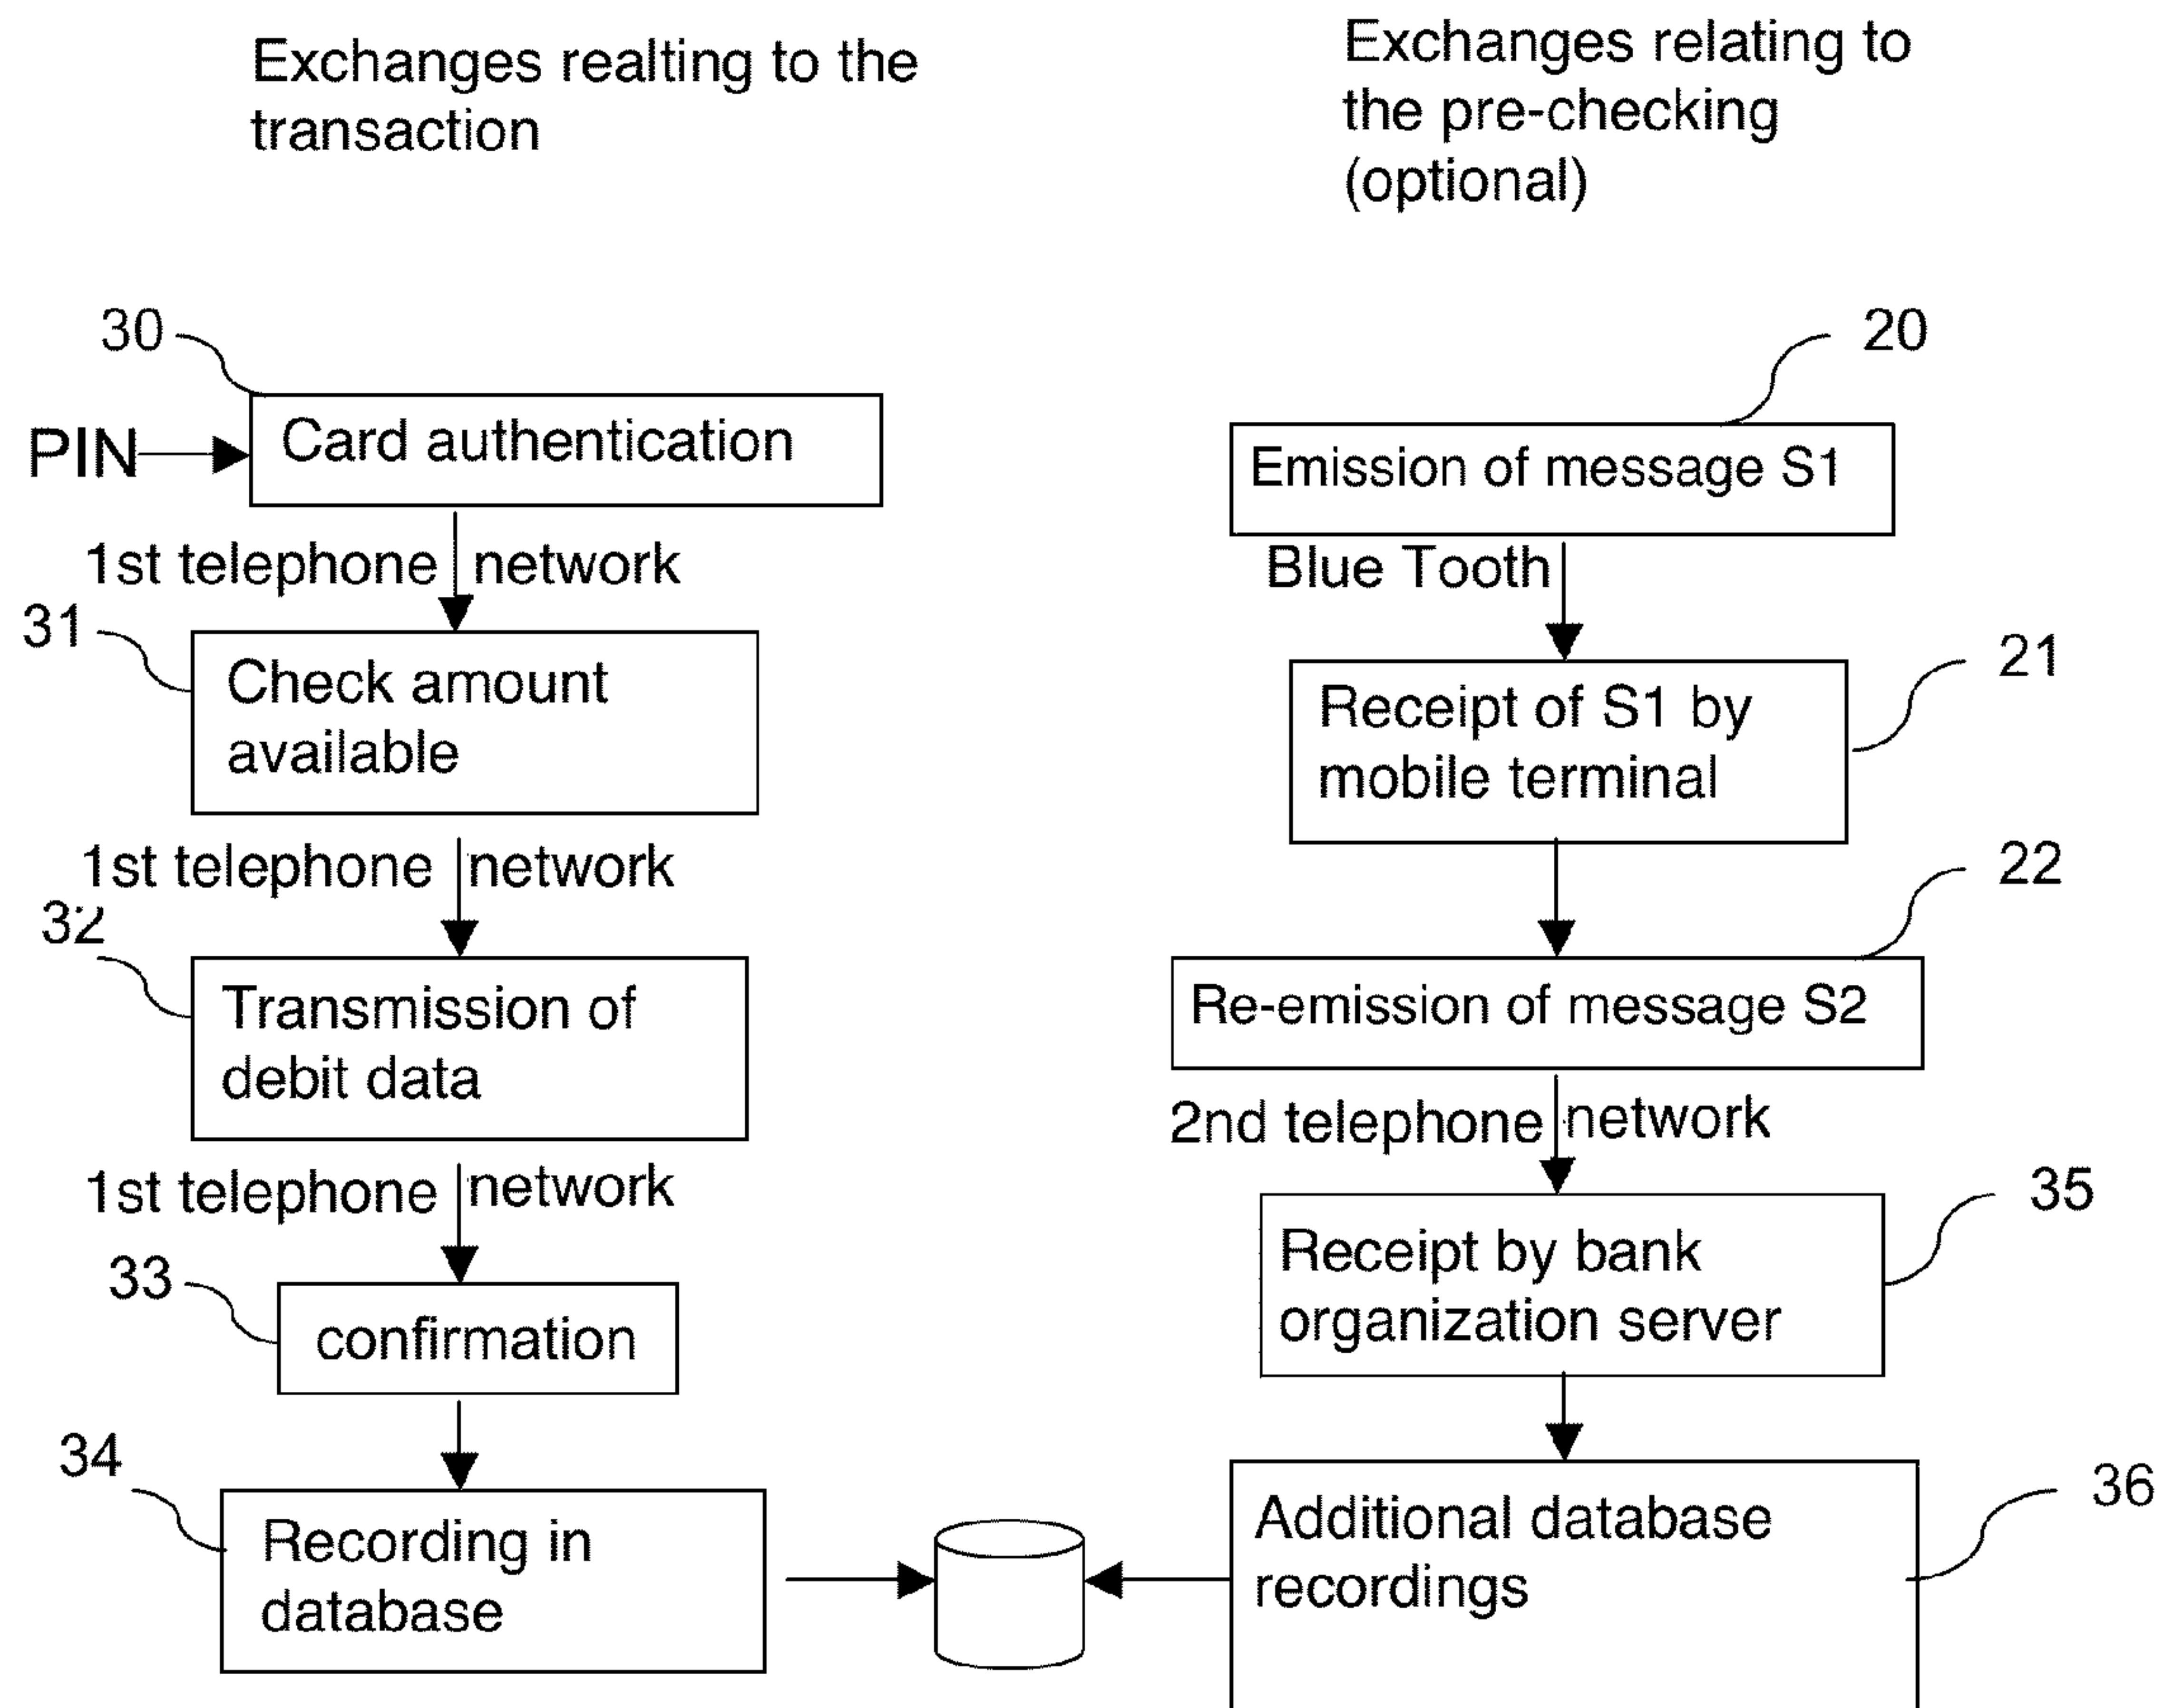 Exchanges realting to the
transaction
30
PIN
Card authentication
1st telephone network
31
Check amount
available
1st telephone network
32
Transmission of
debit data
1st telephone network
33
confirmation
34
Recording in
database
Exchanges relating to
the pre-checking
(optional)
20
Emission of message S1
Blue Tooth
21
Receipt of S1 by
mobile terminal
22
Re-emission of message S2
2nd telephone network
35
Receipt by bank
organization server
36
Additional database
recordings